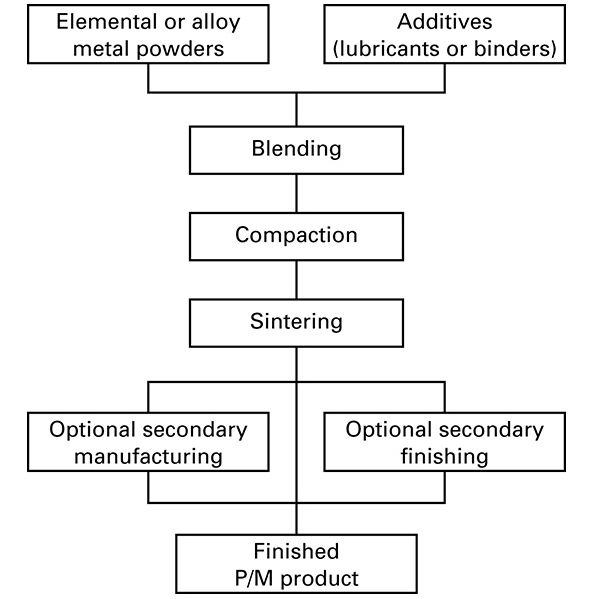 Elemental or alloy
metal powders
Additives
(lubricants or binders)
Blending
Compaction
Sintering
Optional secondary
manufacturing
Optional secondary
finishing
Finished
P/M product